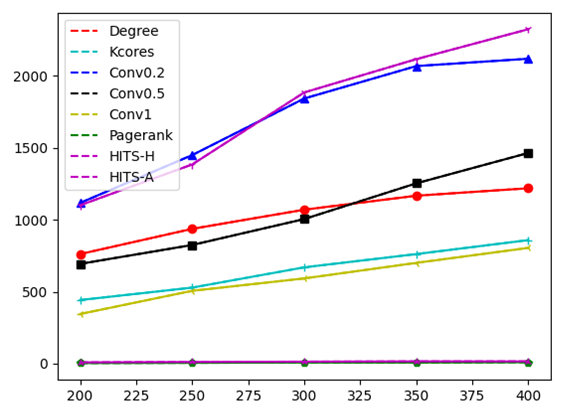 Degree
Kcores
Conv0.2
Conv0.5
Conv1
Pagerank
HITS-H
HITS-A
2000
1500
1000
500
0
200 225 250 275 300 325 350 375 400